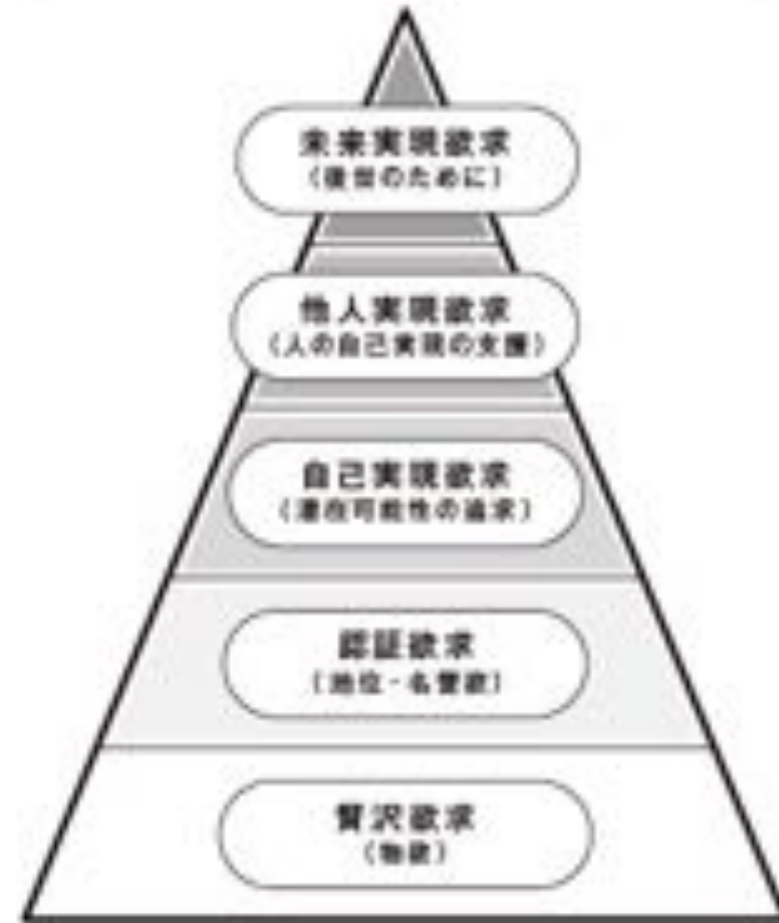 未来実現欲求
（後世のために）
他人実現欲求
（人の自己実現の支援）
自己実現欲求
（潜在可能性の追求）
認証欲求
（地位・名誉欲）
贅沢欲求
（物欲）